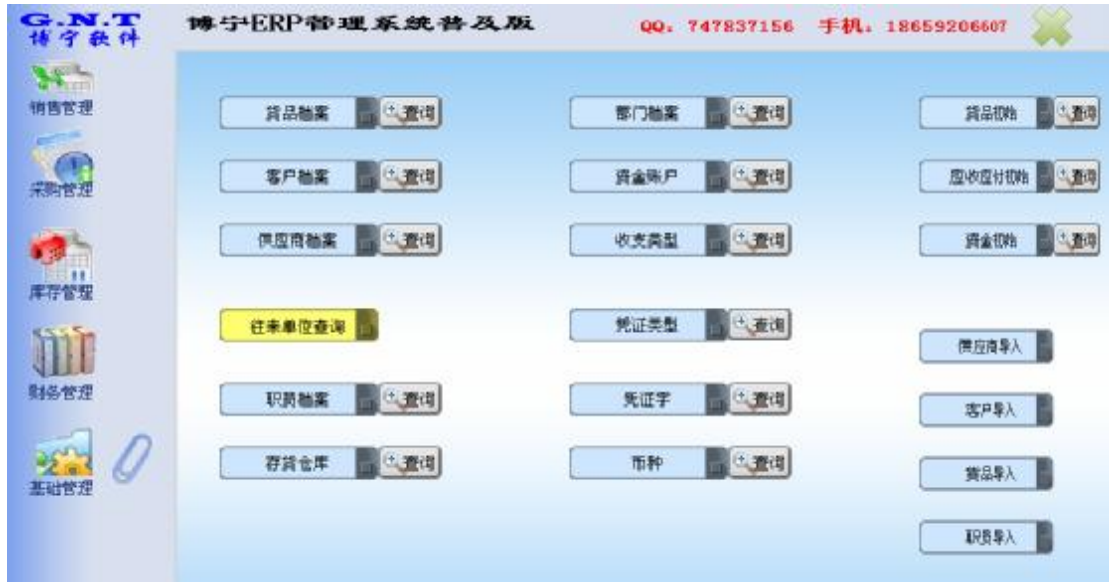 G.N.T
博宁软件
博宁ERP管理系统普及版
QQ：747837156 手机：18659206607
销售管理
采购管理
库存管理
财务管理
基础管理
货品档案 查询
部门档案 查询
货品初始 查询
客户档案 查询
资金账户 查询
应收应付初始 查询
供应商档案 查询
收支类型 查询
资金初始 查询
往来单位查询
凭证类型 查询
供应商导入
职员档案 查询
凭证字 查询
客户导入
存货仓库 查询
币种 查询
货品导入
职员导入